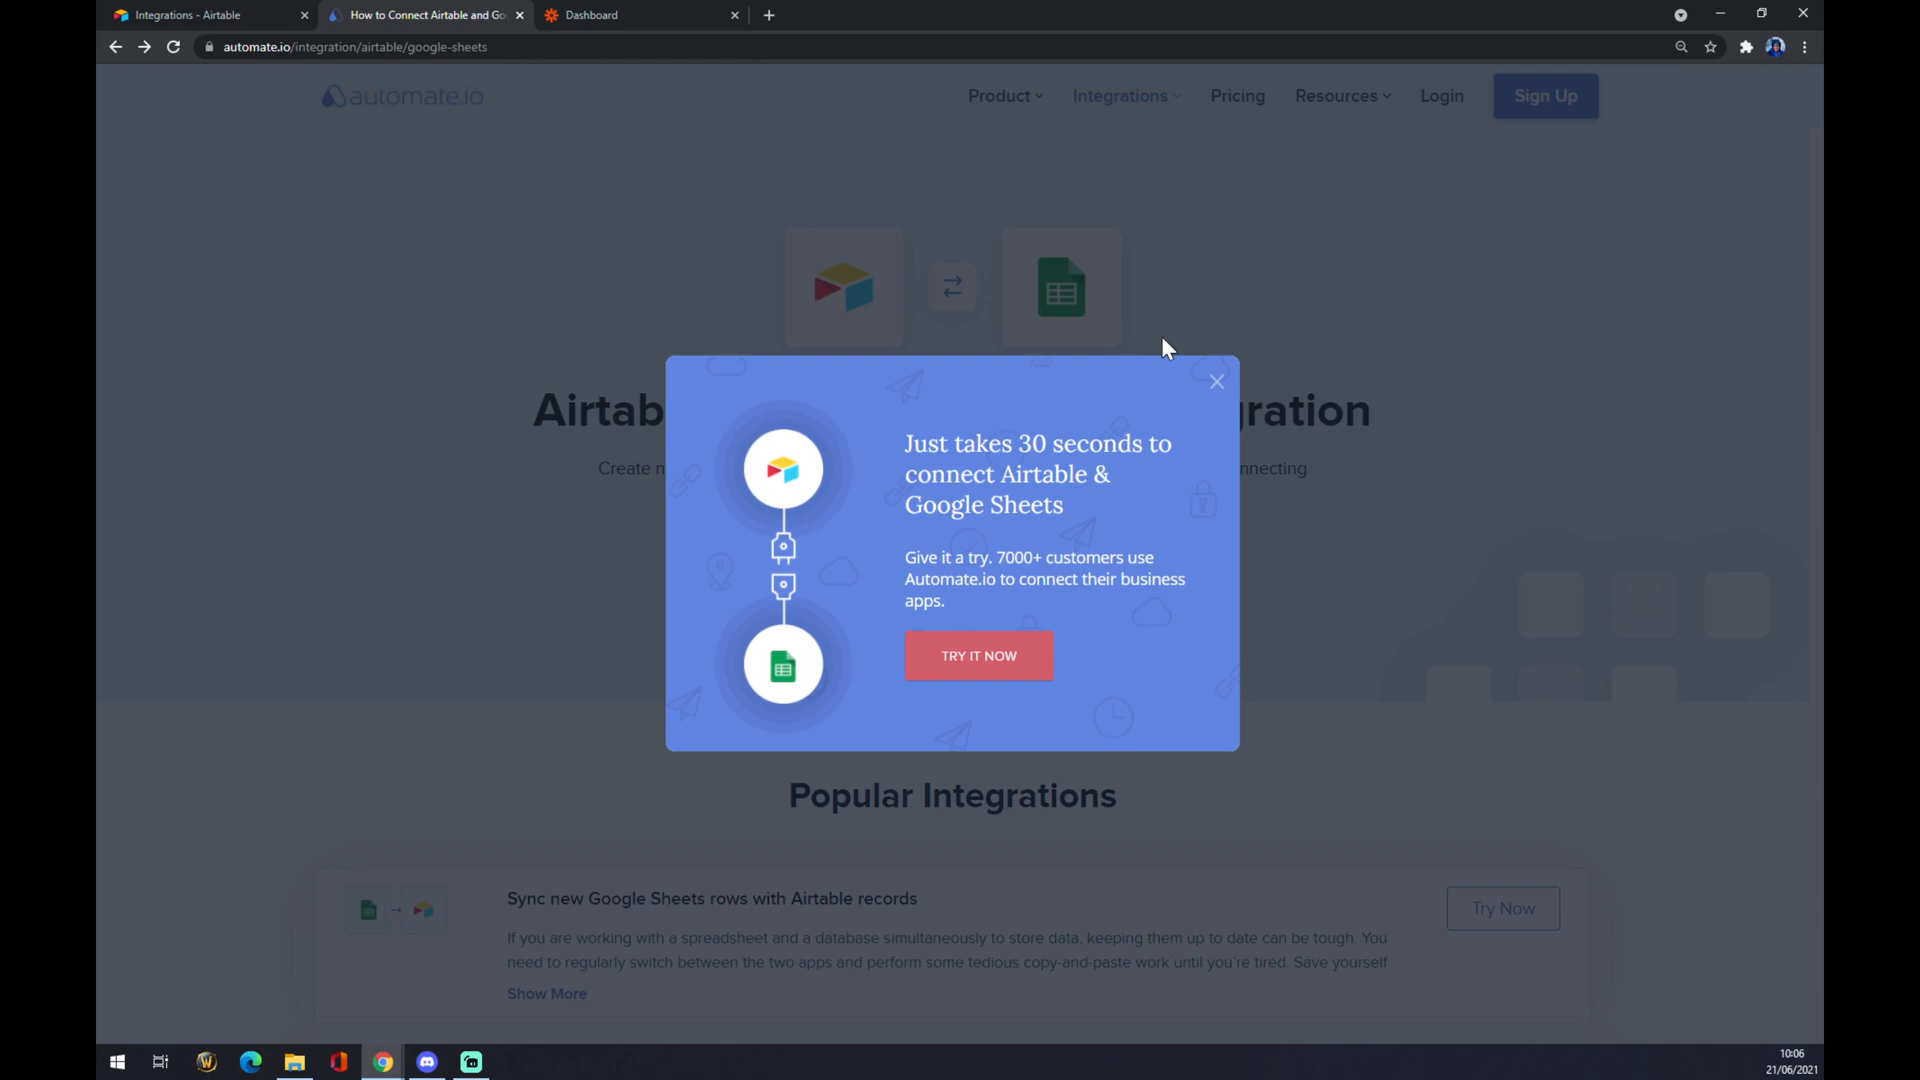 Integrations - Airtable
How to Connect Airtable and Go
Dashboard
automate.io/integration/airtable/google-sheets
automate.io
Product
Integrations
Pricing
Resources
Login
Sign Up
Airtab
gration
Create n
nnecting
Just takes 30 seconds to
connect Airtable &
Google Sheets
Give it a try. 7000+ customers use
Automate.io to connect their business
apps.
TRY IT NOW
Popular Integrations
Sync new Google Sheets rows with Airtable records
Try Now
If you are working with a spreadsheet and a database simultaneously to store data, keeping them up to date can be tough. You
need to regularly switch between the two apps and perform some tedious copy-and-paste work until you're tired. Save yourself
Show More
10:06
21/06/2021